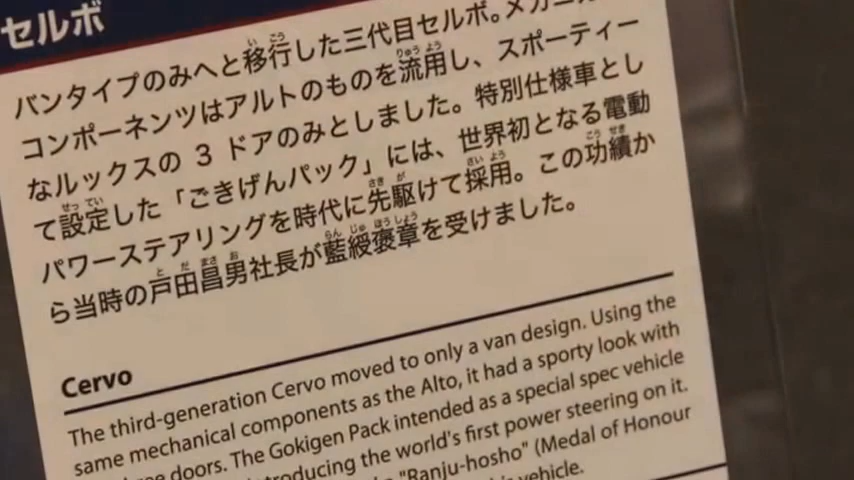 セルボ
バンタイプのみへと移行した三代目セルボ。メカニカル
コンポーネンツはアルトのものを流用し、スポーティー
なルックスの 3 ドアのみとしました。特別仕様車とし
て設定した「ごきげんパック」には、世界初となる電動
パワーステアリングを時代に先駆けて採用。この功績か
ら当時の戸田昌男社長が藍綬褒章を受けました。
Cervo
The third-generation Cervo moved to only a van design. Using the
same mechanical components as the Alto, it had a sporty look with
doors. The Gokigen Pack intended as a special spec vehicle
introducing the world's first power steering on it.
"Ranju-hosho" (Medal of Honour
vehicle.